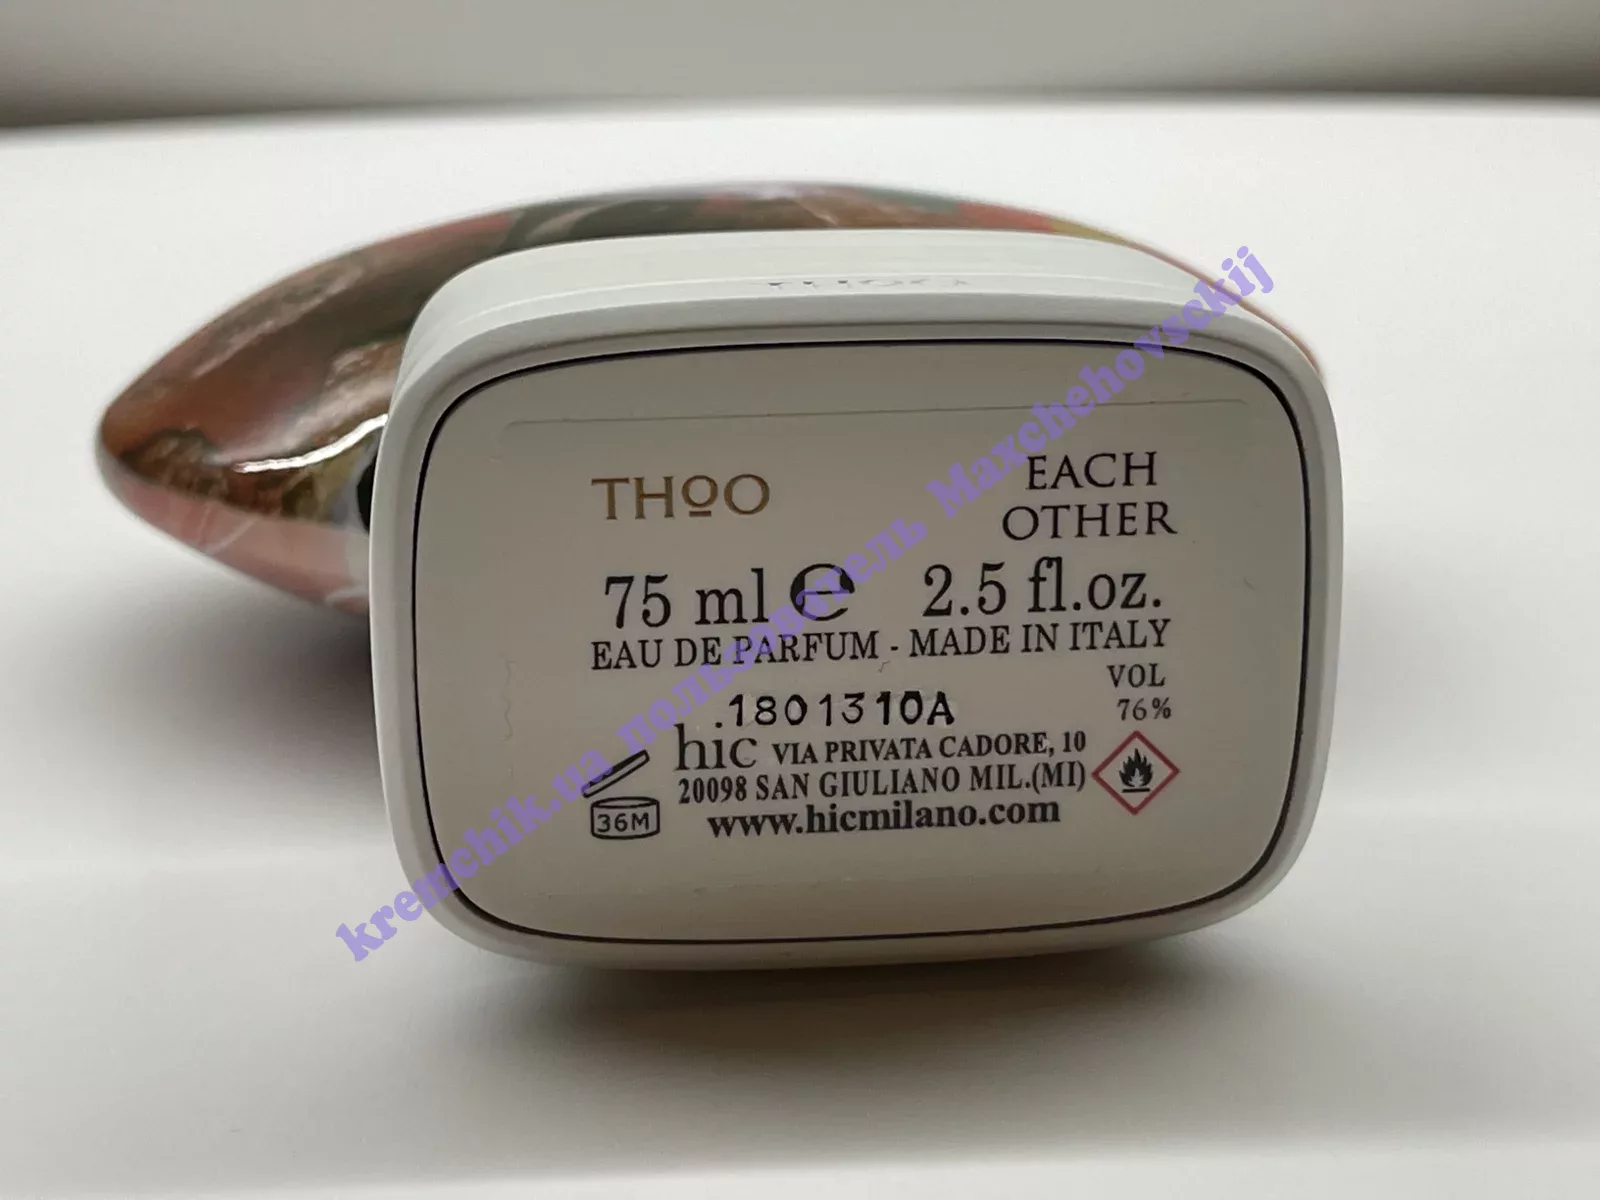 THOO
EACH
OTHER
75 ml e 2.5 fl.oz.
EAU DE PARFUM - MADE IN ITALY
VOL
76%
.1801310A
hic VIA PRIVATA CADORE, 10
20098 SAN GIULIANO MIL.(MI)
36M
www.hicmilano.com
kremchik.ua пользователь Maxchehovsckij